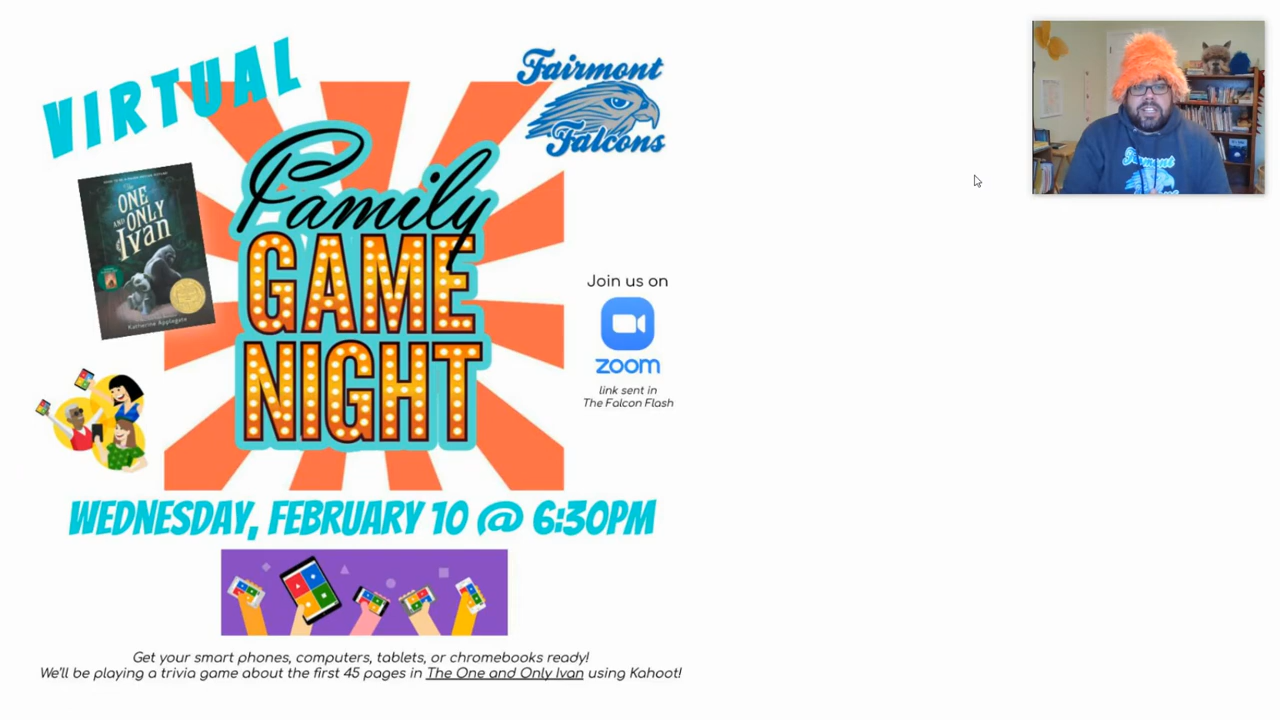 VIRTUAL
Fairmont
Falcons
THE
ONE
AND ONLY
Ivan
Katherine Applegate
Family
GAME
NIGHT
Join us on
zoom
link sent in
The Falcon Flash
WEDNESDAY, FEBRUARY 10 @ 6:30PM
Get your smart phones, computers, tablets, or chromebooks ready!
We'll be playing a trivia game about the first 45 pages in The One and Only Ivan using Kahoot!
Fairmont